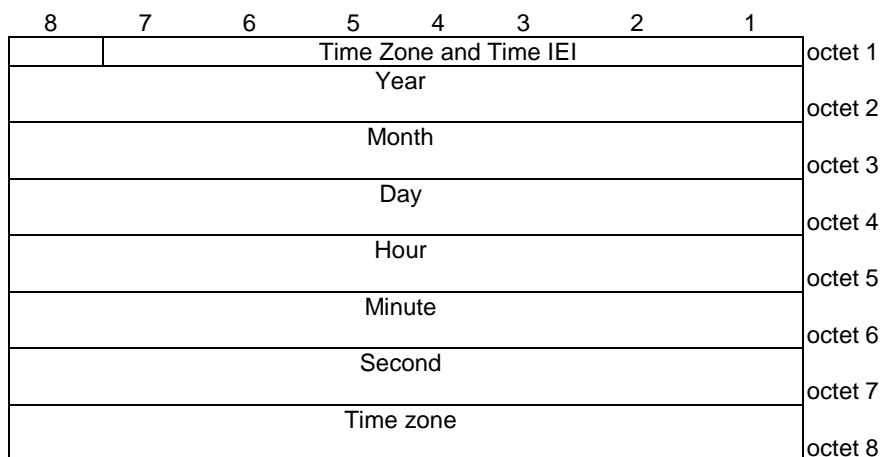 8 7 6 5 4 3 2 1
Time Zone and Time IEI octet 1
Year
octet 2
Month
octet 3
Day
octet 4
Hour
octet 5
Minute
octet 6
Second
octet 7
Time zone
octet 8